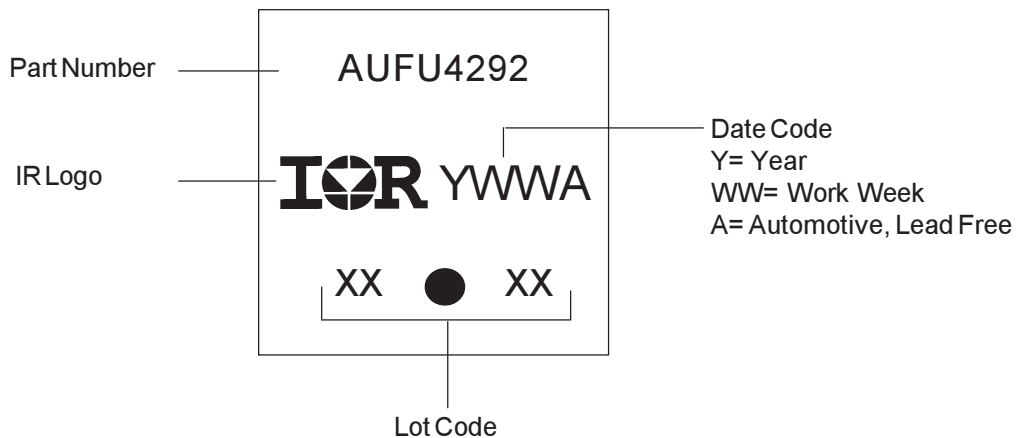 Part Number
AUFU4292
IR Logo
IOR YWWA
Date Code
Y= Year
WW= Work Week
A= Automotive, Lead Free
XX XX
Lot Code